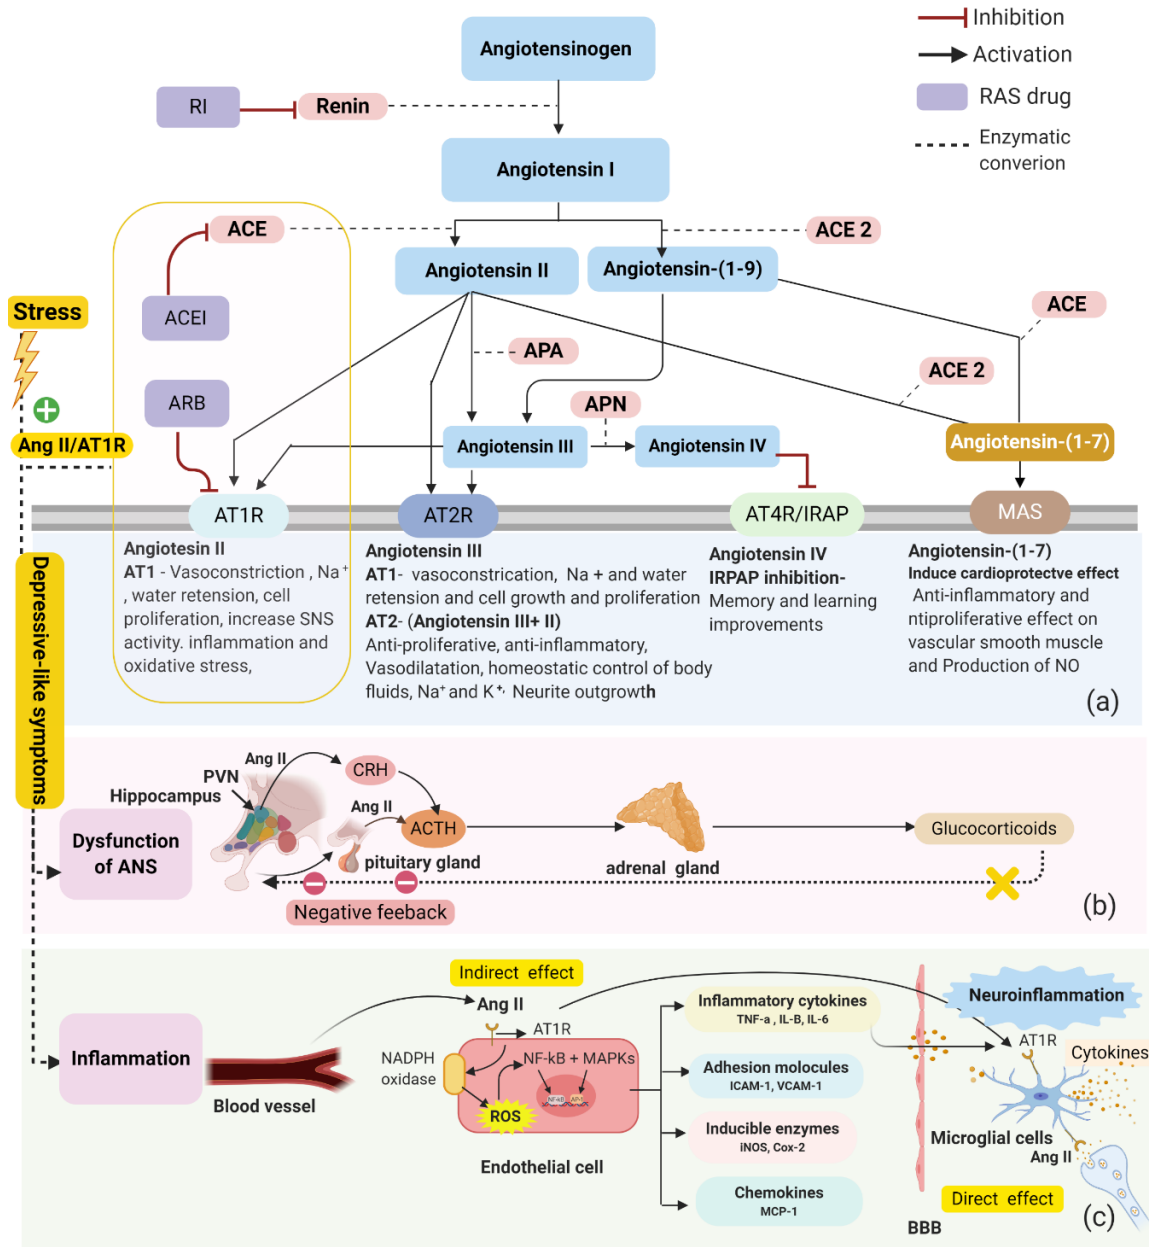 Angiotensinogen
Inhibition
Activation
RAS drug
Enzymatic
converion
RI
Renin
Angiotensin I
ACE
ACE 2
Angiotensin II
Angiotensin-(1-9)
Stress
ACEI
ACE
APA
ACE 2
ARB
APN
Ang II/AT1R
Angiotensin III
Angiotensin IV
Angiotensin-(1-7)
AT1R
AT2R
AT4R/IRAP
MAS
Angiotesin II
AT1 - Vasoconstriction , Na+
, water retention, cell
proliferation, increase SNS
activity. inflammation and
oxidative stress,
Angiotensin III
AT1- vasoconstrication, Na + and water
retention and cell growth and proliferation
AT2- (Angiotensin III+ II)
Anti-proliferative, anti-inflammatory,
Vasodilatation, homeostatic control of body
fluids, Na+ and K+, Neurite outgrowth
Angiotensin IV
IRPAP inhibition-
Memory and learning
improvements
Angiotensin-(1-7)
Induce cardioprotectve effect
Anti-inflammatory and
ntiproliferative effect on
vascular smooth muscle
and Production of NO
(a)
Depressive-like symptoms
Ang II
PVN
Hippocampus
CRH
Ang II
ACTH
pituitary gland
adrenal gland
Glucocorticoids
Dysfunction
of ANS
Negative feeback
(b)
Indirect effect
Ang II
AT1R
NADPH
oxidase
NF-kB + MAPKs
NF-kB
AP-1
ROS
Endothelial cell
Inflammation
Blood vessel
Inflammatory cytokines
TNF-a , IL-B, IL-6
Adhesion molecules
ICAM-1, VCAM-1
Inducible enzymes
iNOS, Cox-2
Chemokines
MCP-1
BBB
Neuroinflammation
AT1R
Cytokines
Microglial cells
Ang II
Direct effect
(c)